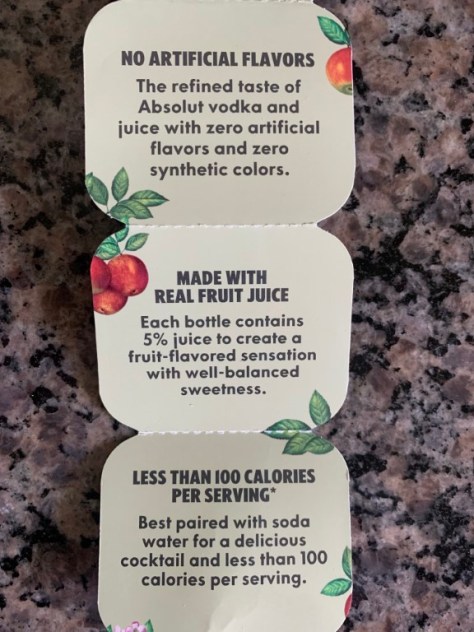 NO ARTIFICIAL FLAVORS
The refined taste of
Absolut vodka and
juice with zero artificial
flavors and zero
synthetic colors.
MADE WITH
REAL FRUIT JUICE
Each bottle contains
5% juice to create a
fruit-flavored sensation
with well-balanced
sweetness.
LESS THAN 100 CALORIES
PER SERVING*
Best paired with soda
water for a delicious
cocktail and less than 100
calories per serving.